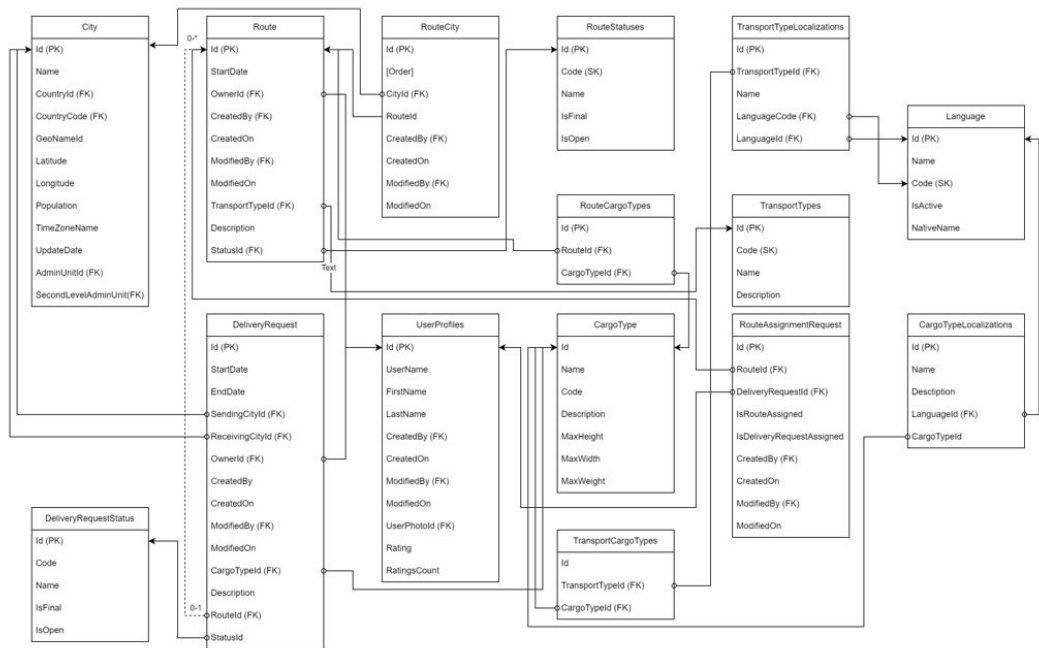 City
Id (PK)
Name
CountryId (FK)
CountryCode (FK)
GeoNameId
Latitude
Longitude
Population
TimeZoneName
UpdateDate
AdminUnitId (FK)
SecondLevelAdminUnit(FK)
0-*
Route
Id (PK)
StartDate
OwnerId (FK)
CreatedBy (FK)
CreatedOn
ModifiedBy (FK)
ModifiedOn
TransportTypeId (FK)
Description
StatusId (FK)
Text
RouteCity
Id (PK)
[Order]
CityId (FK)
RouteId
CreatedBy (FK)
CreatedOn
ModifiedBy (FK)
ModifiedOn
RouteStatuses
Id (PK)
Code (SK)
Name
IsFinal
IsOpen
TransportTypeLocalizations
Id (PK)
TransportTypeId (FK)
Name
LanguageCode (FK)
LanguageId (FK)
Language
Id (PK)
Name
Code (SK)
IsActive
NativeName
RouteCargoTypes
Id (PK)
RouteId (FK)
CargoTypeId (FK)
TransportTypes
Id (PK)
Code (SK)
Name
Description
DeliveryRequest
Id (PK)
StartDate
EndDate
SendingCityId (FK)
ReceivingCityId (FK)
OwnerId (FK)
CreatedBy
CreatedOn
ModifiedBy (FK)
ModifiedOn
CargoTypeId (FK)
Description
0-1
RouteId (FK)
StatusId
UserProfiles
Id (PK)
UserName
FirstName
LastName
CreatedBy (FK)
CreatedOn
ModifiedBy (FK)
ModifiedOn
UserPhotoId (FK)
Rating
RatingsCount
CargoType
Id
Name
Code
Description
MaxHeight
MaxWidth
MaxWeight
RouteAssignmentRequest
Id (PK)
RouteId (FK)
DeliveryRequestId (FK)
IsRouteAssigned
IsDeliveryRequestAssigned
CreatedBy (FK)
CreatedOn
ModifiedBy (FK)
ModifiedOn
CargoTypeLocalizations
Id (PK)
Name
Desctiption
LanguageId (FK)
CargoTypeId
DeliveryRequestStatus
Id (PK)
Code
Name
IsFinal
IsOpen
TransportCargoTypes
Id
TransportTypeId (FK)
CargoTypeId (FK)